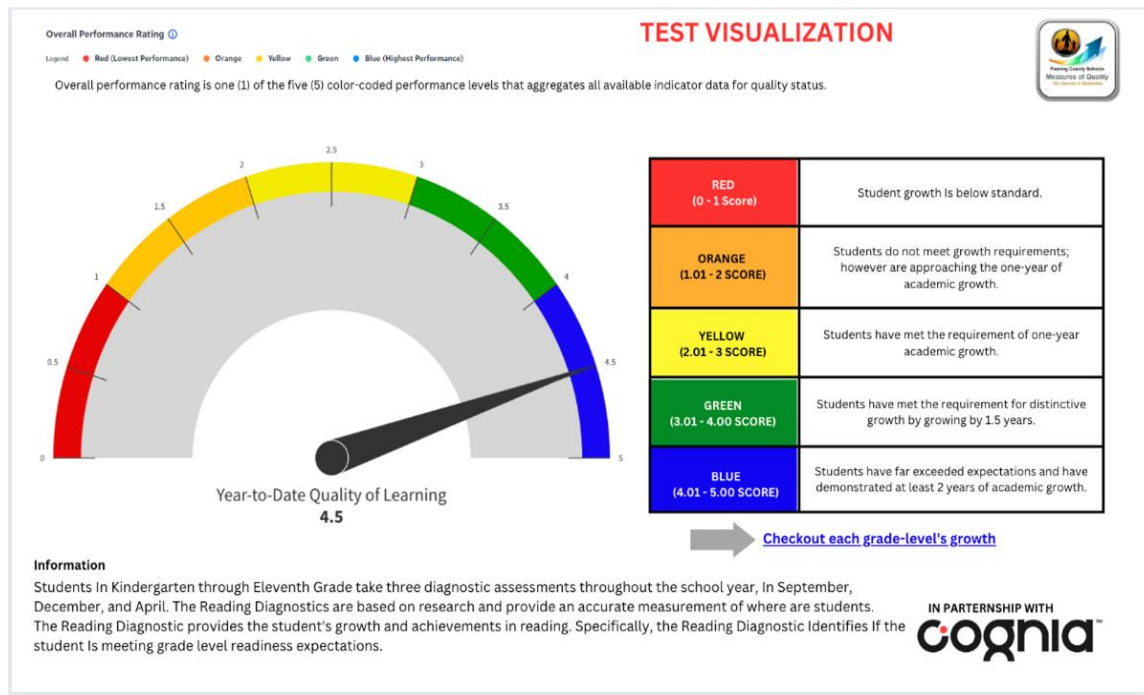 Overall Performance Rating
TEST VISUALIZATION
Legend Red (Lowest Performance) Orange Yellow Green Blue (Highest Performance)
Overall performance rating is one (1) of the five (5) color-coded performance levels that aggregates all available indicator data for quality status.
Fleming County Schools
Measures of Quality
0
0.5
1
1.5
2
2.5
3
3.5
4
4.5
5
Year-to-Date Quality of Learning
4.5
RED
(0 - 1 Score)
Student growth Is below standard.
ORANGE
(1.01 - 2 SCORE)
Students do not meet growth requirements;
however are approaching the one-year of
academic growth.
YELLOW
(2.01 - 3 SCORE)
Students have met the requirement of one-year
academic growth.
GREEN
(3.01 - 4.00 SCORE)
Students have met the requirement for distinctive
growth by growing by 1.5 years.
BLUE
(4.01 - 5.00 SCORE)
Students have far exceeded expectations and have
demonstrated at least 2 years of academic growth.
Checkout each grade-level's growth
Information
Students In Kindergarten through Eleventh Grade take three diagnostic assessments throughout the school year, In September,
December, and April. The Reading Diagnostics are based on research and provide an accurate measurement of where are students.
The Reading Diagnostic provides the student's growth and achievements in reading. Specifically, the Reading Diagnostic Identifies If the
student Is meeting grade level readiness expectations.
IN PARTERNSHIP WITH
cognia™